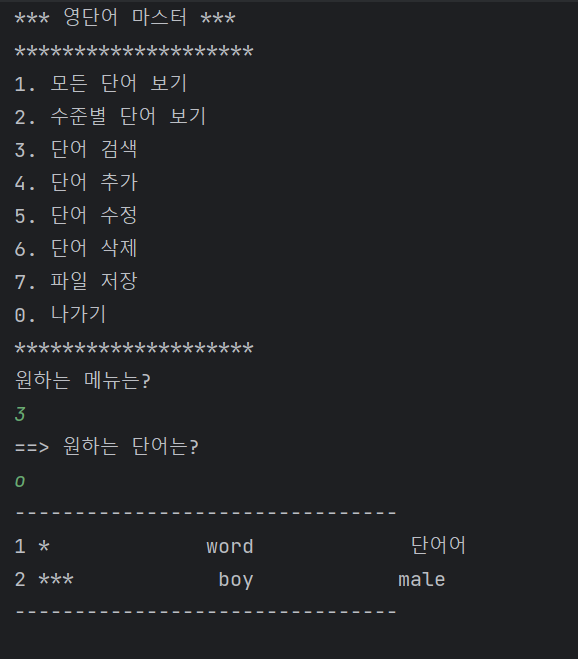 *** 영단어 마스터 ***
********************
1. 모든 단어 보기
2. 수준별 단어 보기
3. 단어 검색
4. 단어 추가
5. 단어 수정
6. 단어 삭제
7. 파일 저장
0. 나가기
********************
원하는 메뉴는?
3
==> 원하는 단어는?
o
--------------------------------
1 *             word             단어어
2 ***            boy            male
--------------------------------